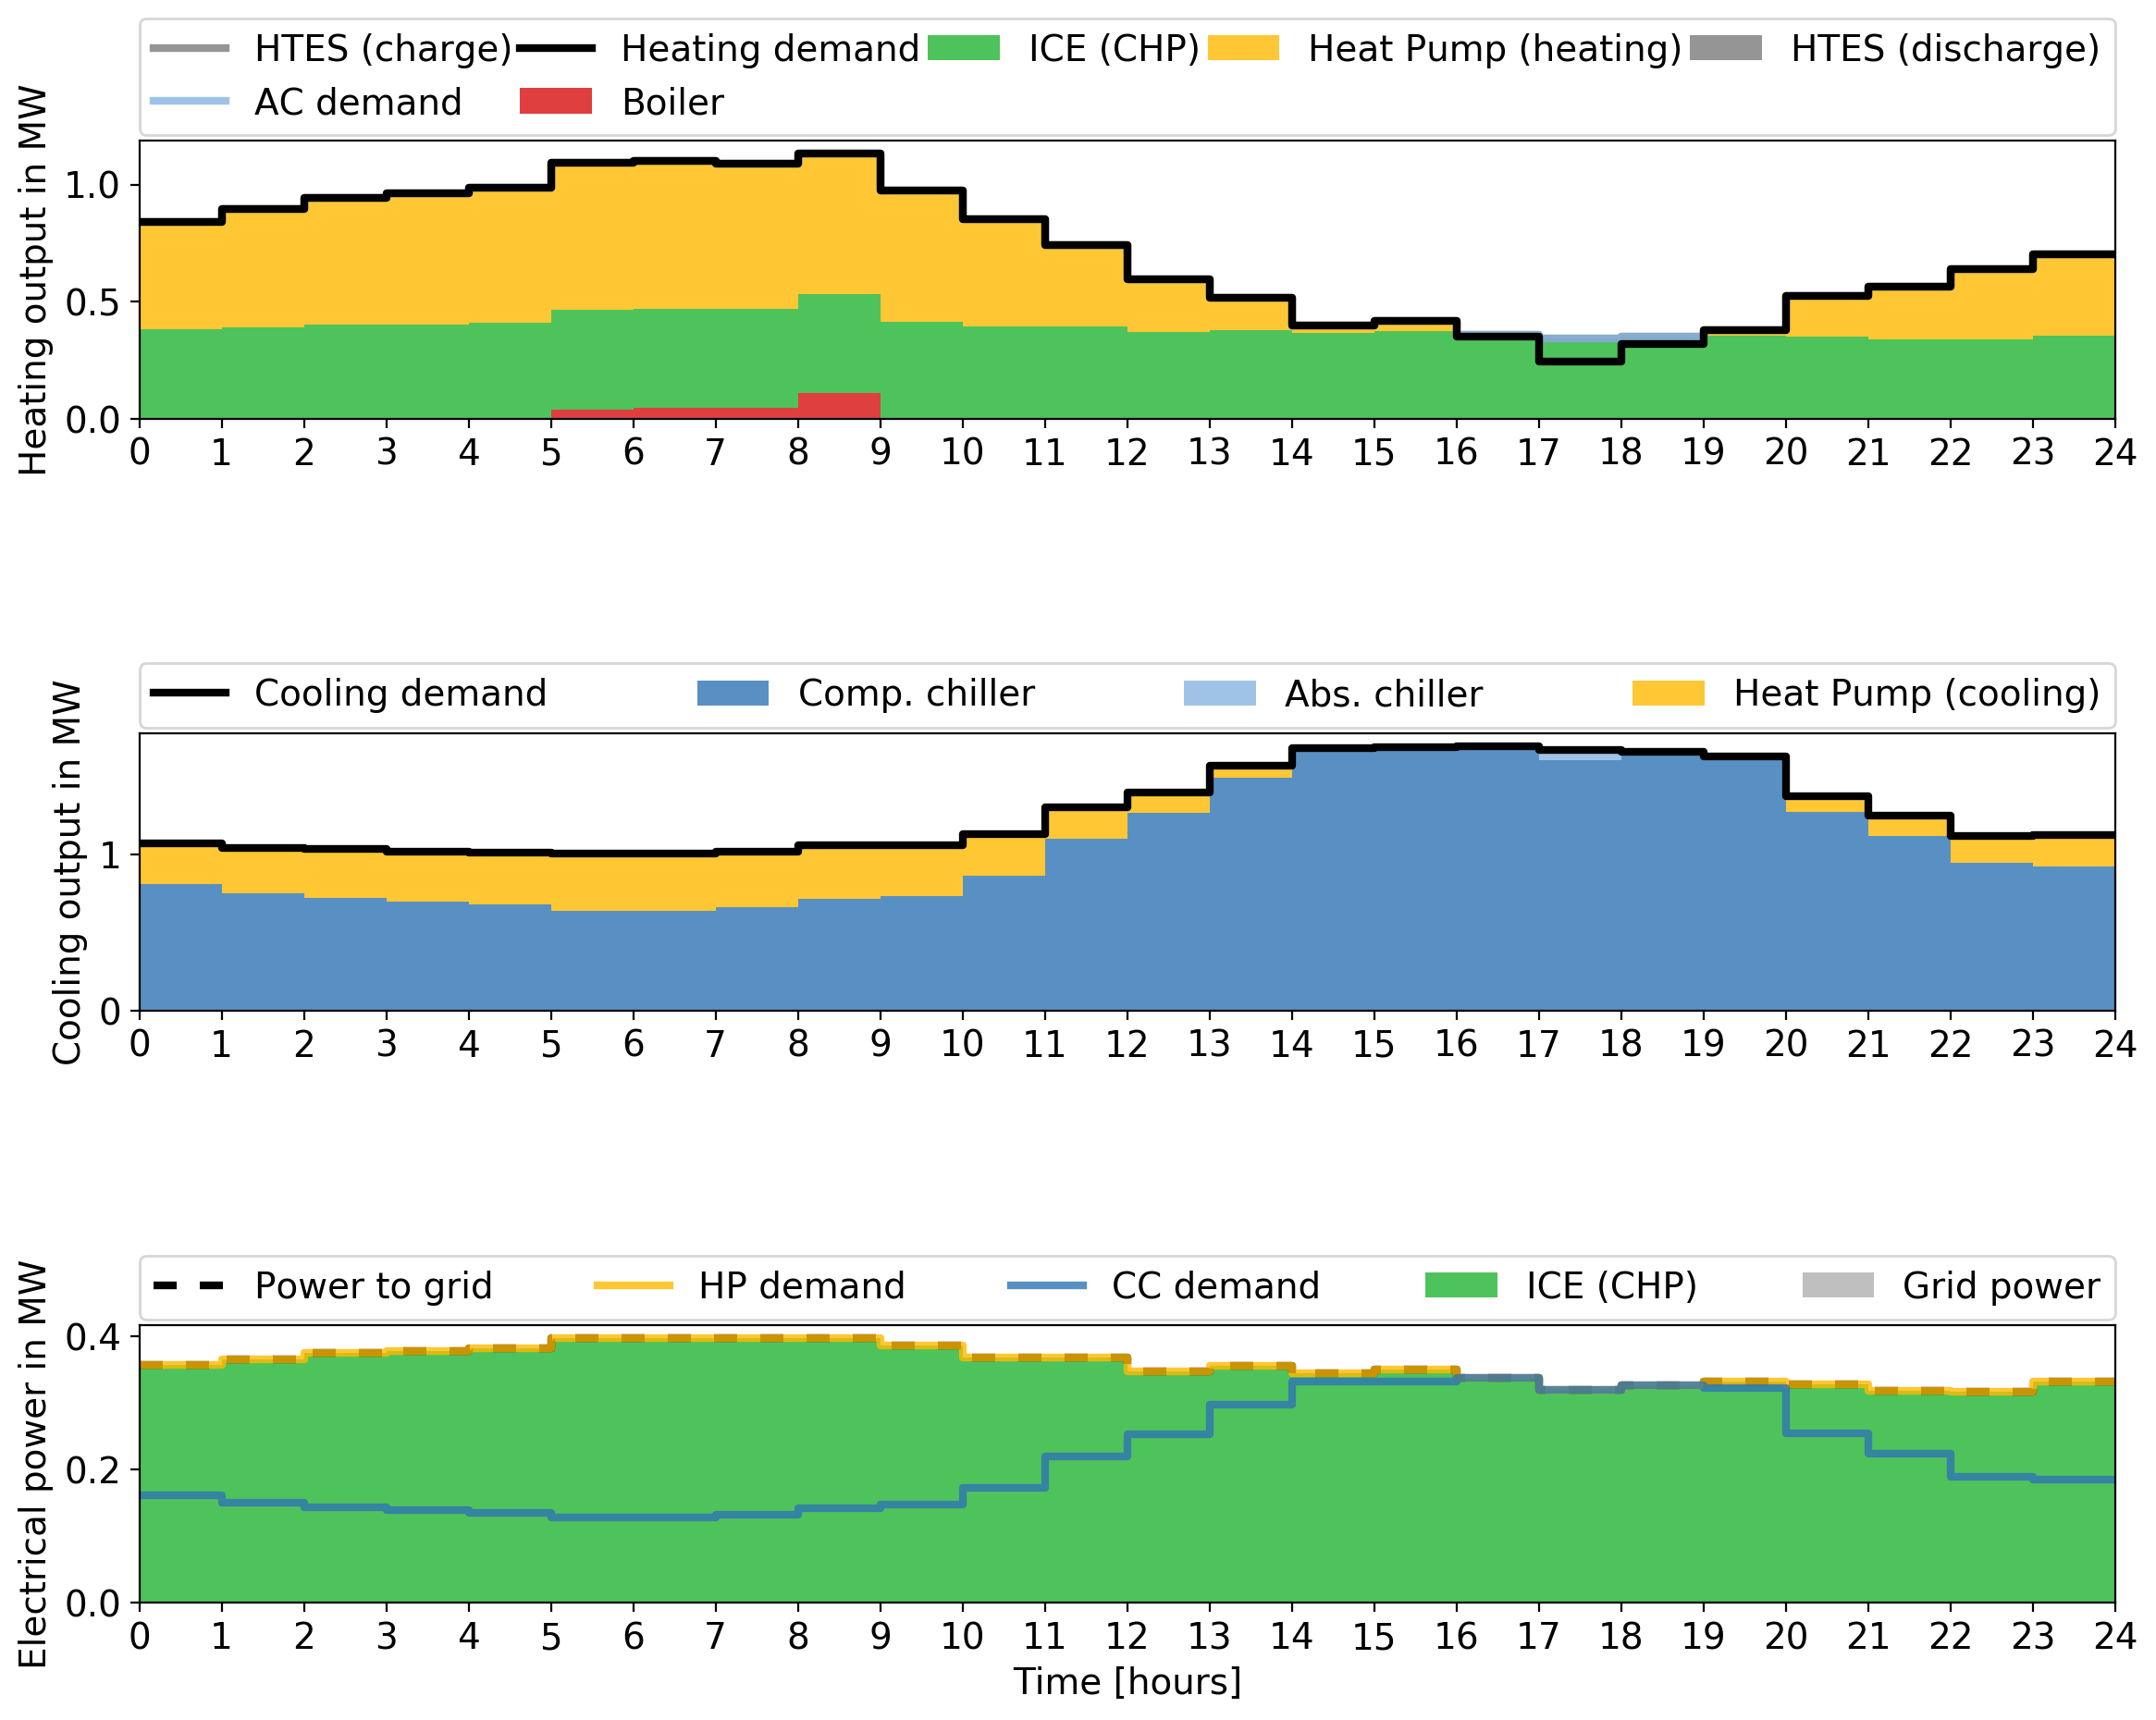 HTES (charge) Heating demand ICE (CHP) Heat Pump (heating) HTES (discharge)
AC demand Boiler
Heating output in MW
1.0
0.5
0.0
0 1 2 3 4 5 6 7 8 9 10 11 12 13 14 15 16 17 18 19 20 21 22 23 24
Cooling demand Comp. chiller Abs. chiller Heat Pump (cooling)
Cooling output in MW
1
0
0 1 2 3 4 5 6 7 8 9 10 11 12 13 14 15 16 17 18 19 20 21 22 23 24
Power to grid HP demand CC demand ICE (CHP) Grid power
Electrical power in MW
0.4
0.2
0.0
0 1 2 3 4 5 6 7 8 9 10 11 12 13 14 15 16 17 18 19 20 21 22 23 24
Time [hours]